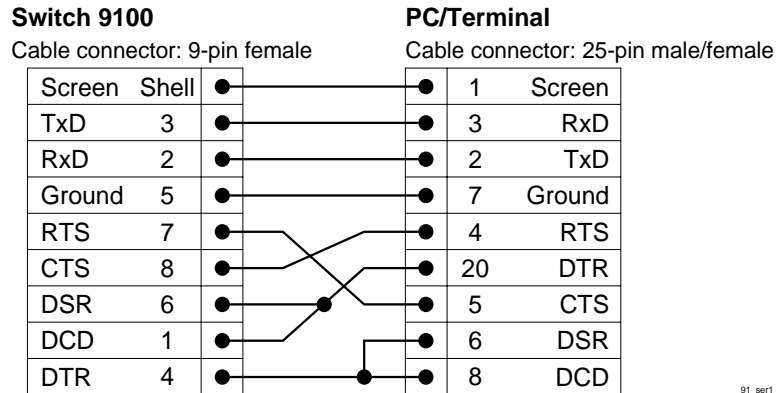 Switch 9100 PC/Terminal
Cable connector: 9-pin female Cable connector: 25-pin male/female
Screen Shell 1 Screen
TxD 3 3 RxD
RxD 2 2 TxD
Ground 5 7 Ground
RTS 7 4 RTS
CTS 8 20 DTR
DSR 6 5 CTS
DCD 1 6 DSR
DTR 4 8 DCD
91_ser1